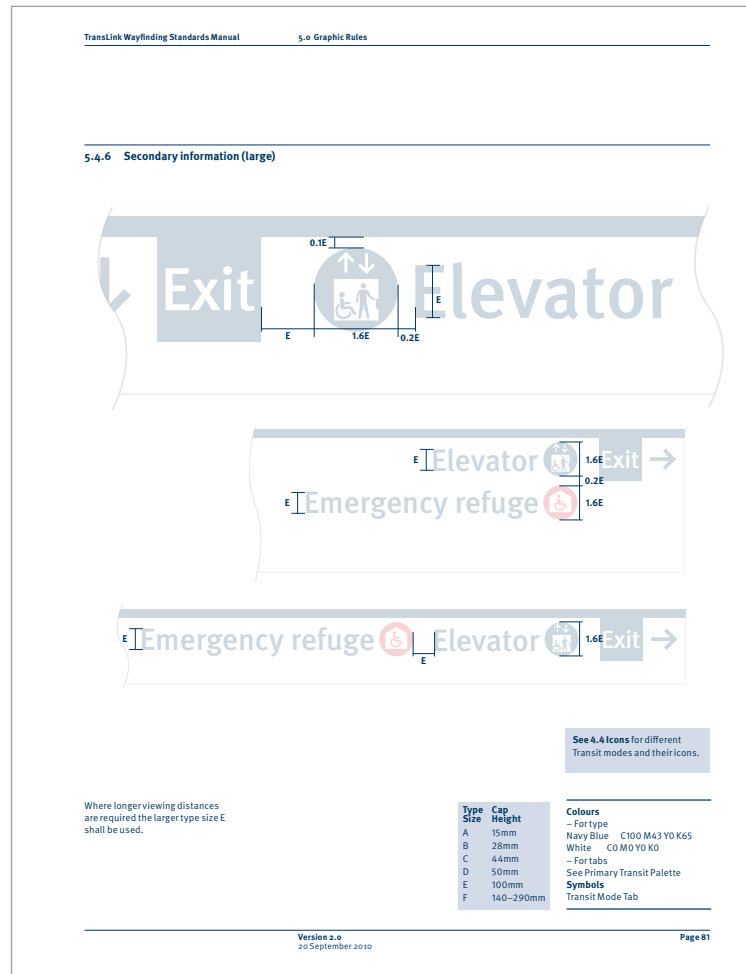 TransLink Wayfinding Standards Manual 5.0 Graphic Rules
5.4.6 Secondary information (large)
0.1E
Exit Elevator
E
E 1.6E 0.2E
E Elevator 1.6E Exit
0.2E
E Emergency refuge 1.6E
E Emergency refuge Elevator 1.6E Exit
E
See 4.4 Icons for different
Transit modes and their icons.
Where longer viewing distances
are required the larger type size E
shall be used.
Type Cap
Size Height
A 15mm
B 28mm
C 44mm
D 50mm
E 100mm
F 140–290mm
Colours
– For type
Navy Blue C100 M43 Y0 K65
White C0 M0 Y0 K0
– For tabs
See Primary Transit Palette
Symbols
Transit Mode Tab
Version 2.0 Page 81
20 September 2010